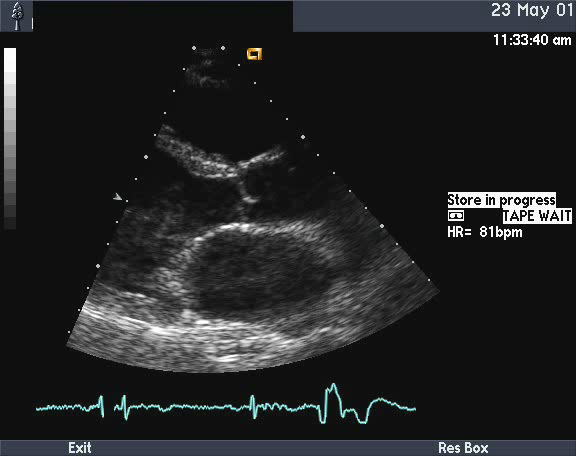 23 May 01
11:33:40 am
Store in progress
TAPE WAIT
HR= 81bpm
Exit
Res Box